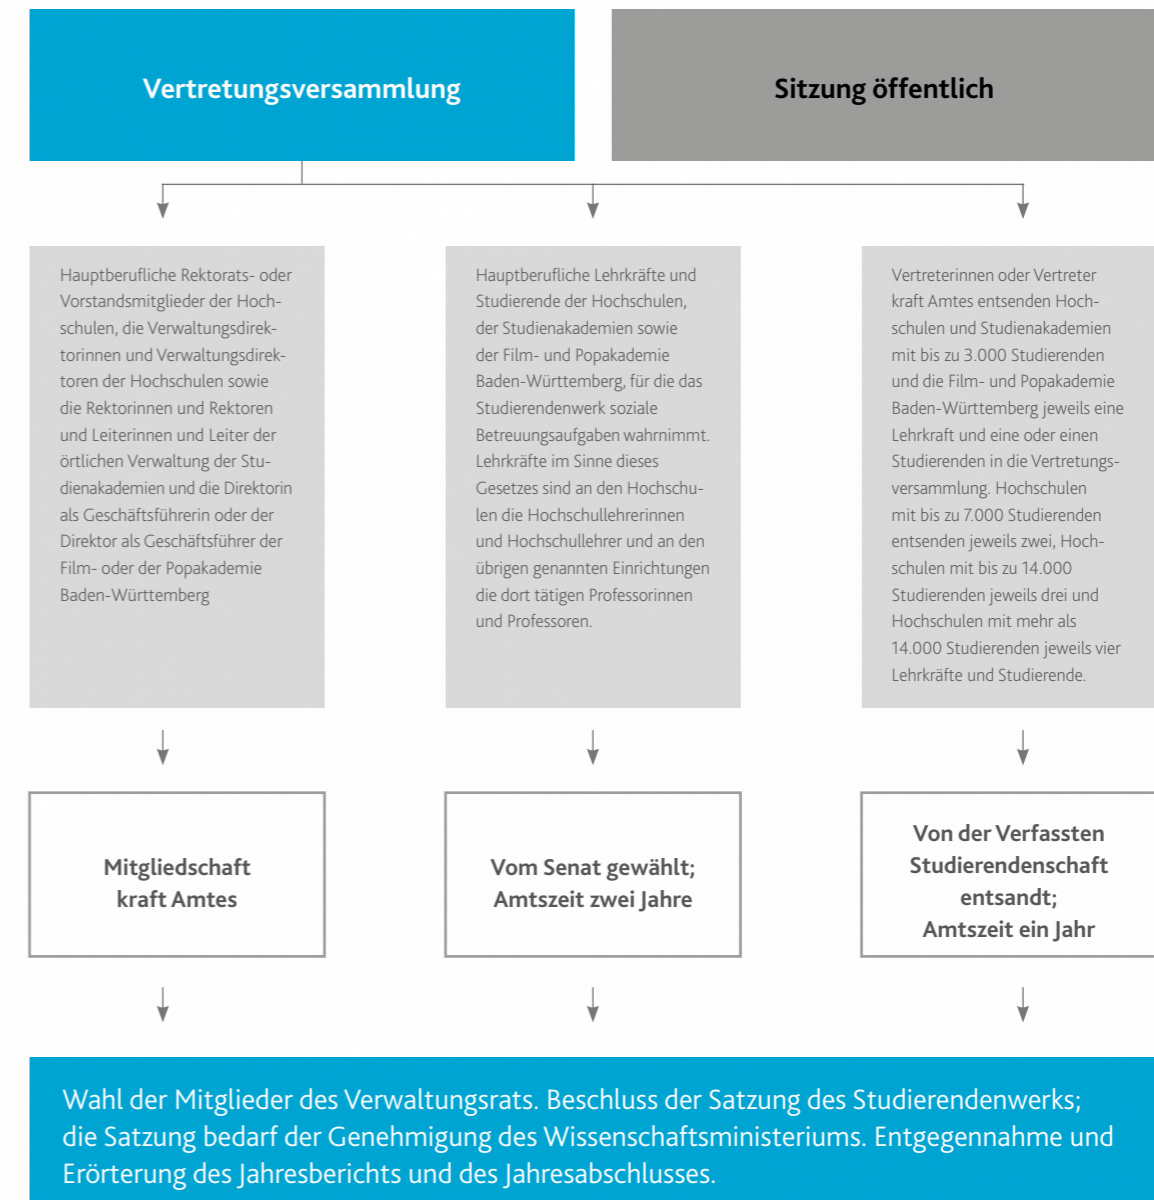 Vertretungsversammlung
Sitzung öffentlich
Hauptberufliche Rektorats- oder
Vorstandsmitglieder der Hoch-
schulen, die Verwaltungsdirek-
torinnen und Verwaltungsdirek-
toren der Hochschulen sowie
die Rektorinnen und Rektoren
und Leiterinnen und Leiter der
örtlichen Verwaltung der Stu-
dienakademien und die Direktorin
als Geschäftsführerin oder der
Direktor als Geschäftsführer der
Film- oder der Popakademie
Baden-Württemberg
Hauptberufliche Lehrkräfte und
Studierende der Hochschulen,
der Studienakademien sowie
der Film- und Popakademie
Baden-Württemberg, für die das
Studierendenwerk soziale
Betreuungsaufgaben wahrnimmt.
Lehrkräfte im Sinne dieses
Gesetzes sind an den Hochschu-
len die Hochschullehrerinnen
und Hochschullehrer und an den
übrigen genannten Einrichtungen
die dort tätigen Professorinnen
und Professoren.
Vertreterinnen oder Vertreter
kraft Amtes entsenden Hoch-
schulen und Studienakademien
mit bis zu 3.000 Studierenden
und die Film- und Popakademie
Baden-Württemberg jeweils eine
Lehrkraft und eine oder einen
Studierenden in die Vertretungs-
versammlung. Hochschulen
mit bis zu 7.000 Studierenden
entsenden jeweils zwei, Hoch-
schulen mit bis zu 14.000
Studierenden jeweils drei und
Hochschulen mit mehr als
14.000 Studierenden jeweils vier
Lehrkräfte und Studierende.
Mitgliedschaft
kraft Amtes
Vom Senat gewählt;
Amtszeit zwei Jahre
Von der Verfassten
Studierendenschaft
entsandt;
Amtszeit ein Jahr
Wahl der Mitglieder des Verwaltungsrats. Beschluss der Satzung des Studierendenwerks;
die Satzung bedarf der Genehmigung des Wissenschaftsministeriums. Entgegennahme und
Erörterung des Jahresberichts und des Jahresabschlusses.